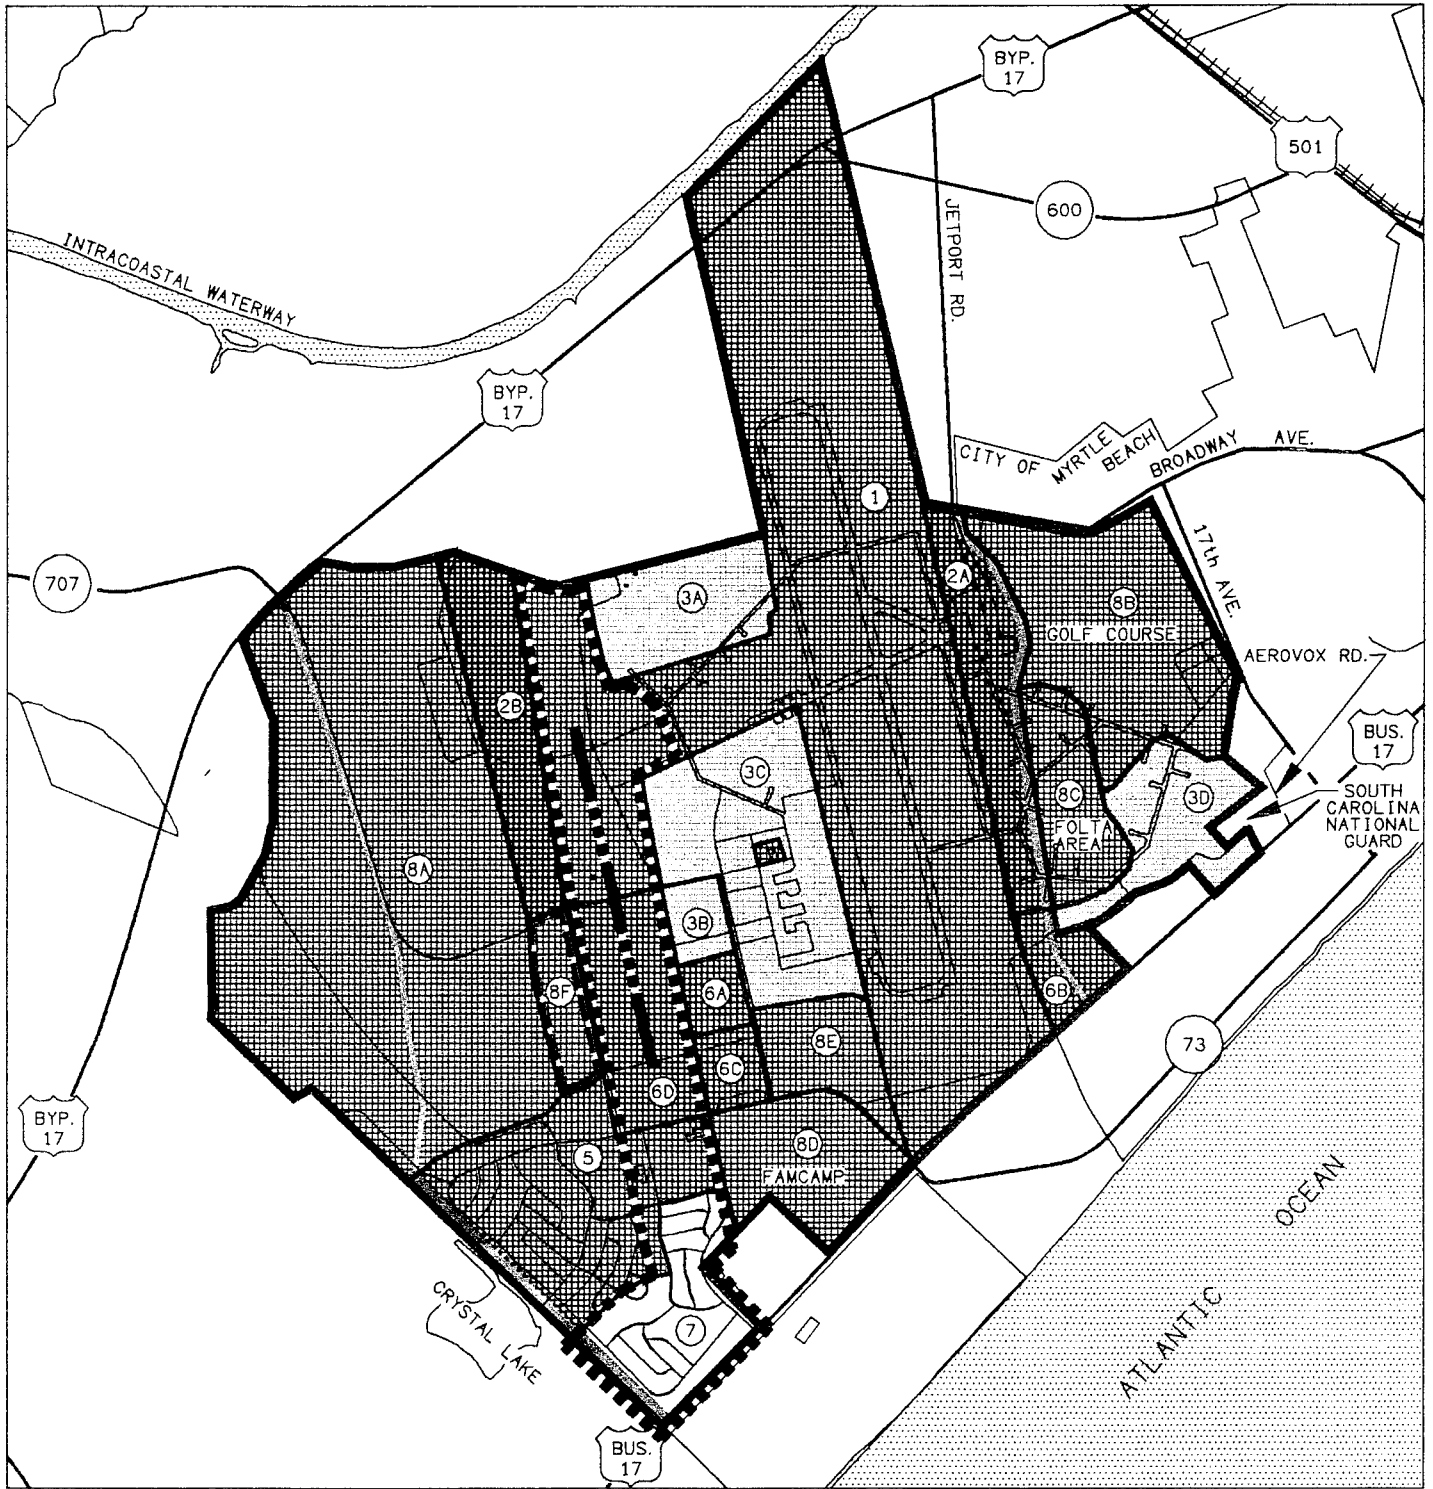 BYP.
17
501
600
JETPORT RD.
INTRACOASTAL WATERWAY
BYP.
17
CITY OF MYRTLE
BEACH
BROADWAY AVE.
1
17th AVE.
707
2A
3A
8B
GOLF COURSE
AEROVOX RD.
2B
BUS.
17
3C
8C
3D
SOUTH
CAROLINA
NATIONAL
GUARD
FOLTA
AREA
8A
3B
8F
6A
6B
8E
73
6C
6D
BYP.
17
5
8D
FAMCAMP
ATLANTIC OCEAN
CRYSTAL LAKE
7
BUS.
17